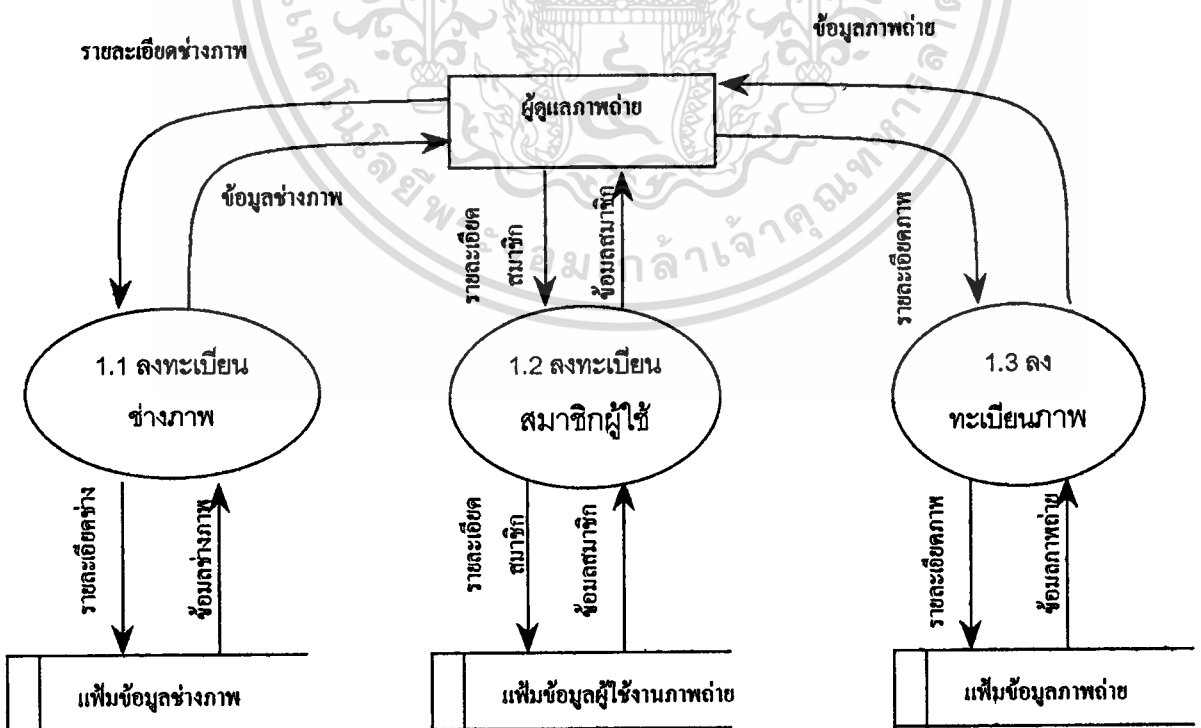 ข้อมูลภาพถ่าย
รายละเอียดช่างภาพ
ผู้ดูแลภาพถ่าย
ข้อมูลช่างภาพ
รายละเอียด
สมาชิก
ข้อมูลสมาชิก
รายละเอียดภาพ
1.1 ลงทะเบียน
ช่างภาพ
1.2 ลงทะเบียน
สมาชิกผู้ใช้
1.3 ลง
ทะเบียนภาพ
รายละเอียดช่าง
ข้อมูลช่างภาพ
รายละเอียด
สมาชิก
ข้อมูลสมาชิก
รายละเอียดภาพ
ข้อมูลภาพถ่าย
แฟ้มข้อมูลช่างภาพ
แฟ้มข้อมูลผู้ใช้งานภาพถ่าย
แฟ้มข้อมูลภาพถ่าย